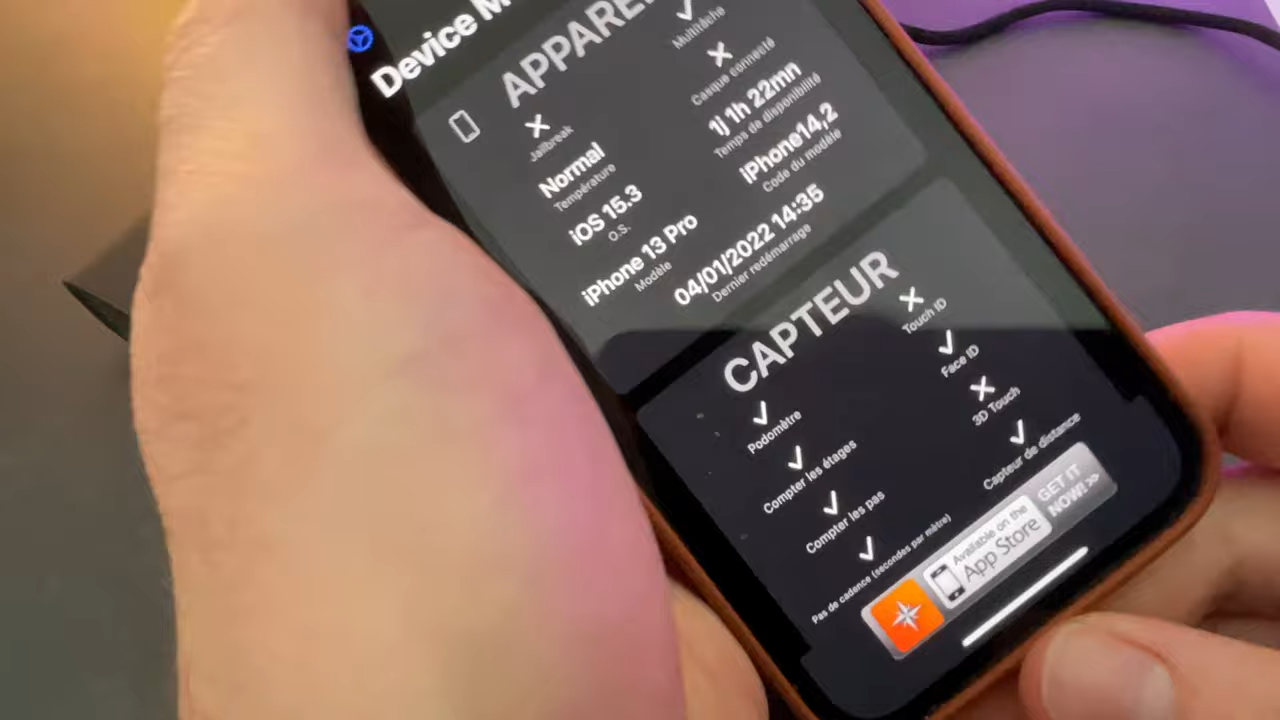 Device M
APPAREI
Multitâche
Casque connecté
Jailbreak
1j 1h 22mn
Temps de disponibilité
Normal
Température
iPhone14,2
Code du modèle
iOS 15.3
O.S.
iPhone 13 Pro
Modèle
04/01/2022 14:35
Dernier redémarrage
CAPTEUR
Touch ID
Face ID
Podomètre
3D Touch
Compter les étages
Capteur de distance
Compter les pas
Pas de cadence (secondes par mètre)
Available on the
App Store
GET IT
NOW! »